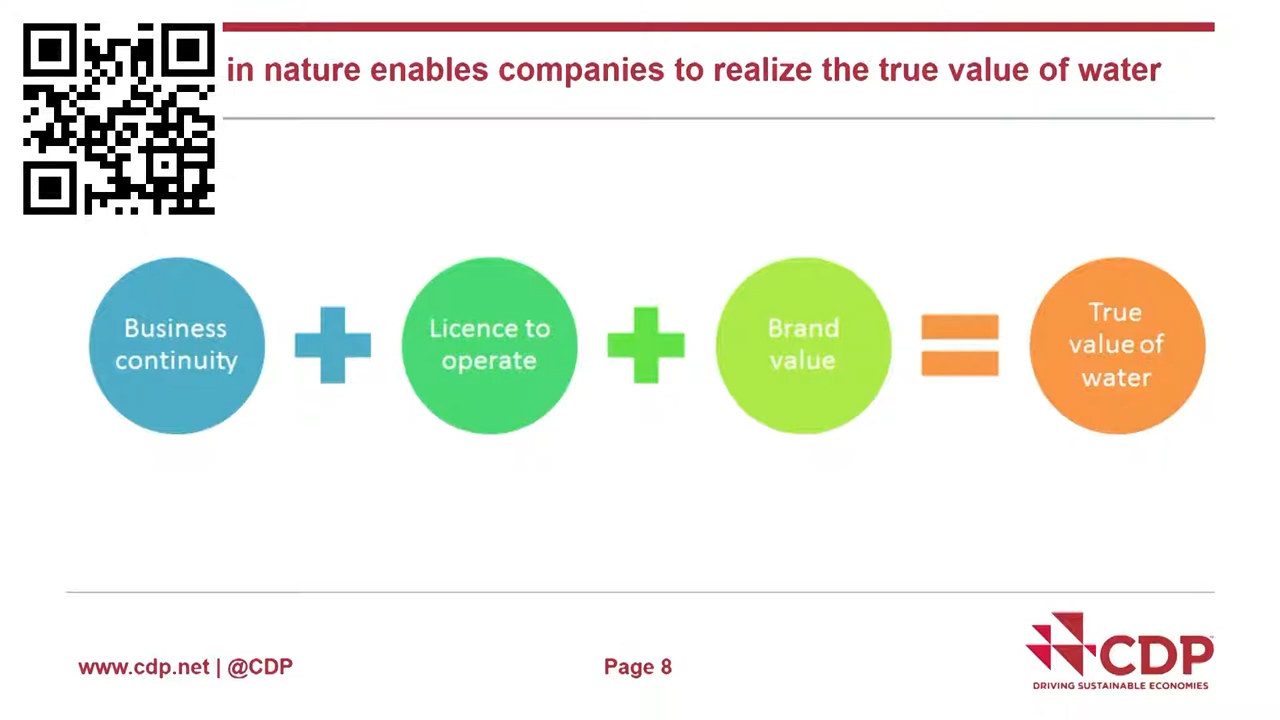 in nature enables companies to realize the true value of water
Business
continuity
Licence to
operate
Brand
value
True
value of
water
www.cdp.net | @CDP
Page 8
CDP
DRIVING SUSTAINABLE ECONOMIES